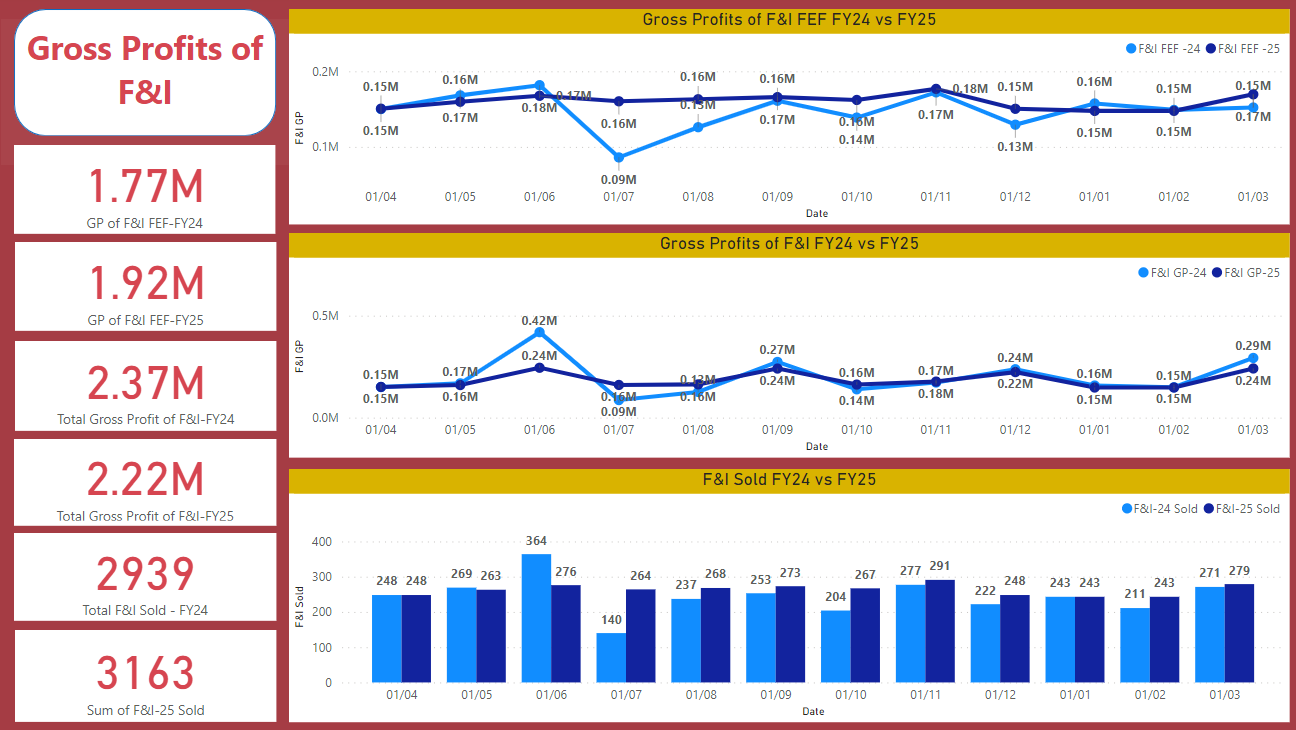 Gross Profits of
F&I
1.77M
GP of F&I FEF-FY24
1.92M
GP of F&I FEF-FY25
2.37M
Total Gross Profit of F&I-FY24
2.22M
Total Gross Profit of F&I-FY25
2939
Total F&I Sold - FY24
3163
Sum of F&I-25 Sold
Gross Profits of F&I FEF FY24 vs FY25
F&I FEF -24 F&I FEF -25
F&I GP
0.2M
0.1M
0.15M 0.16M 0.17M 0.16M 0.16M 0.18M 0.15M 0.16M 0.15M 0.15M
0.15M 0.17M 0.18M 0.16M 0.13M 0.17M 0.16M 0.17M 0.15M 0.15M 0.17M
0.09M 0.14M 0.13M
01/04 01/05 01/06 01/07 01/08 01/09 01/10 01/11 01/12 01/01 01/02 01/03
Date
Gross Profits of F&I FY24 vs FY25
F&I GP-24 F&I GP-25
F&I GP
0.5M
0.0M
0.15M 0.17M 0.42M 0.16M 0.13M 0.27M 0.16M 0.17M 0.24M 0.16M 0.15M 0.29M
0.15M 0.16M 0.24M 0.09M 0.16M 0.24M 0.14M 0.18M 0.22M 0.15M 0.15M 0.24M
01/04 01/05 01/06 01/07 01/08 01/09 01/10 01/11 01/12 01/01 01/02 01/03
Date
F&I Sold FY24 vs FY25
F&I-24 Sold F&I-25 Sold
F&I Sold
400
300
200
100
0
248 248 269 263 364 276 140 264 237 268 253 273 204 267 277 291 222 248 243 243 211 243 271 279
01/04 01/05 01/06 01/07 01/08 01/09 01/10 01/11 01/12 01/01 01/02 01/03
Date